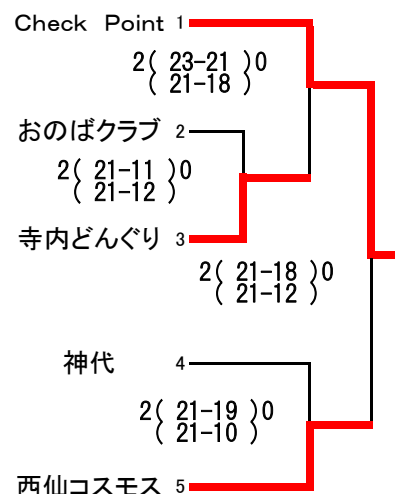 Check Point 1
2( 23-21 )0
( 21-18 )
おのばクラブ 2
2( 21-11 )0
( 21-12 )
寺内どんぐり 3
2( 21-18 )0
( 21-12 )
神代 4
2( 21-19 )0
( 21-10 )
西仙コスモス 5